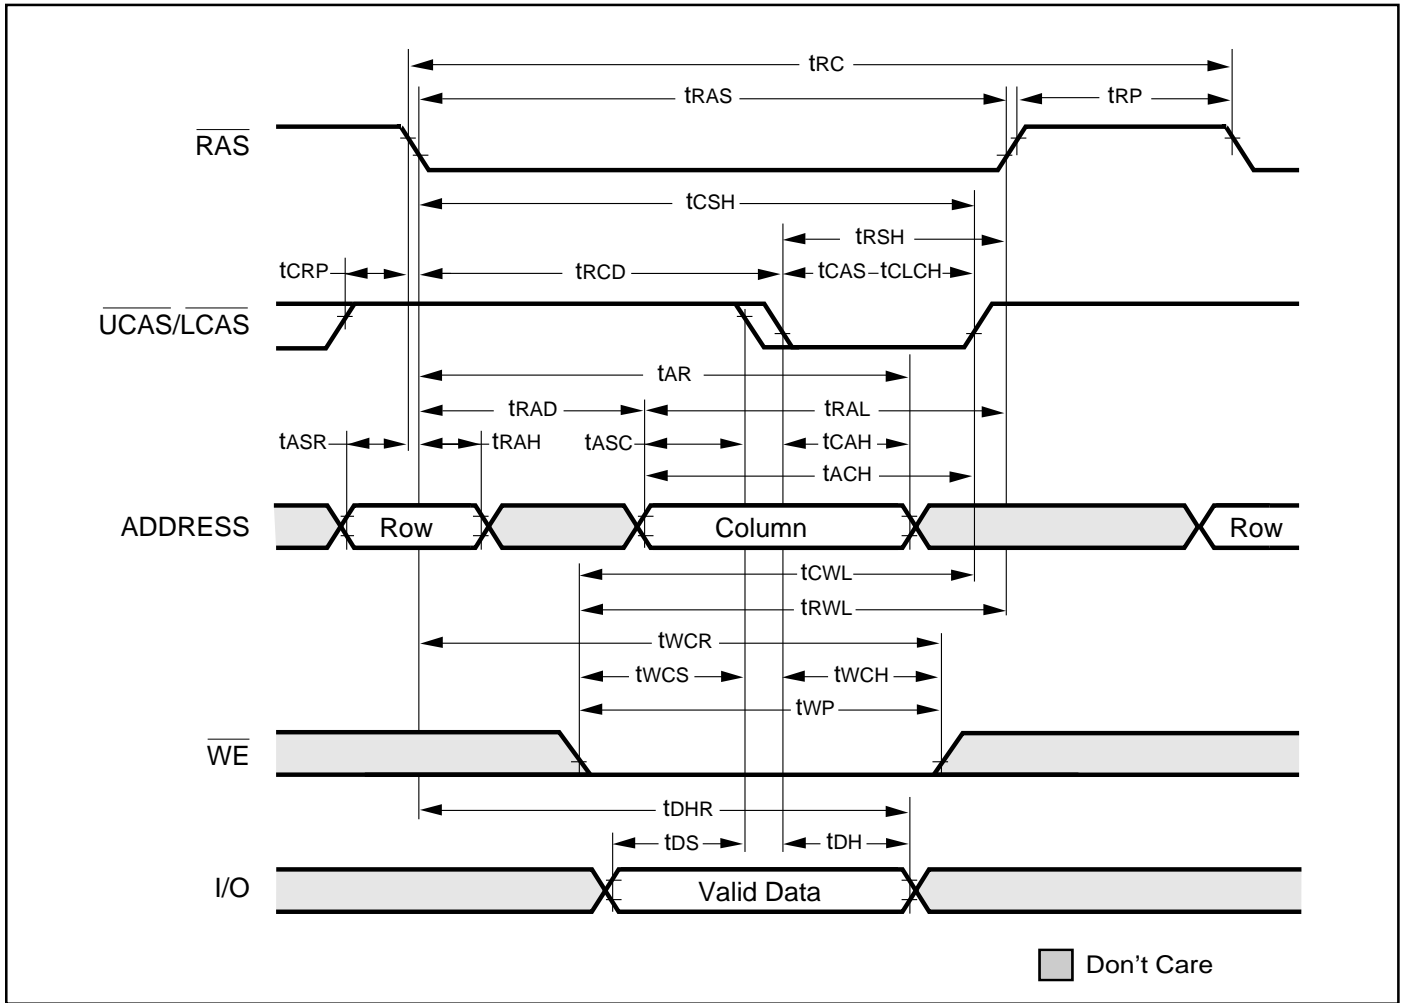 tRC
tRAS
tRP
RAS
tCSH
tRSH
tCRP
tRCD
tCAS
tCLCH
UCAS/LCAS
tAR
tRAD
tRAL
tASR
tRAH
tASC
tCAH
tACH
ADDRESS
Row
Column
Row
tCWL
tRWL
tWCR
tWCS
tWCH
tWP
WE
tDHR
tDS
tDH
I/O
Valid Data
Don't Care